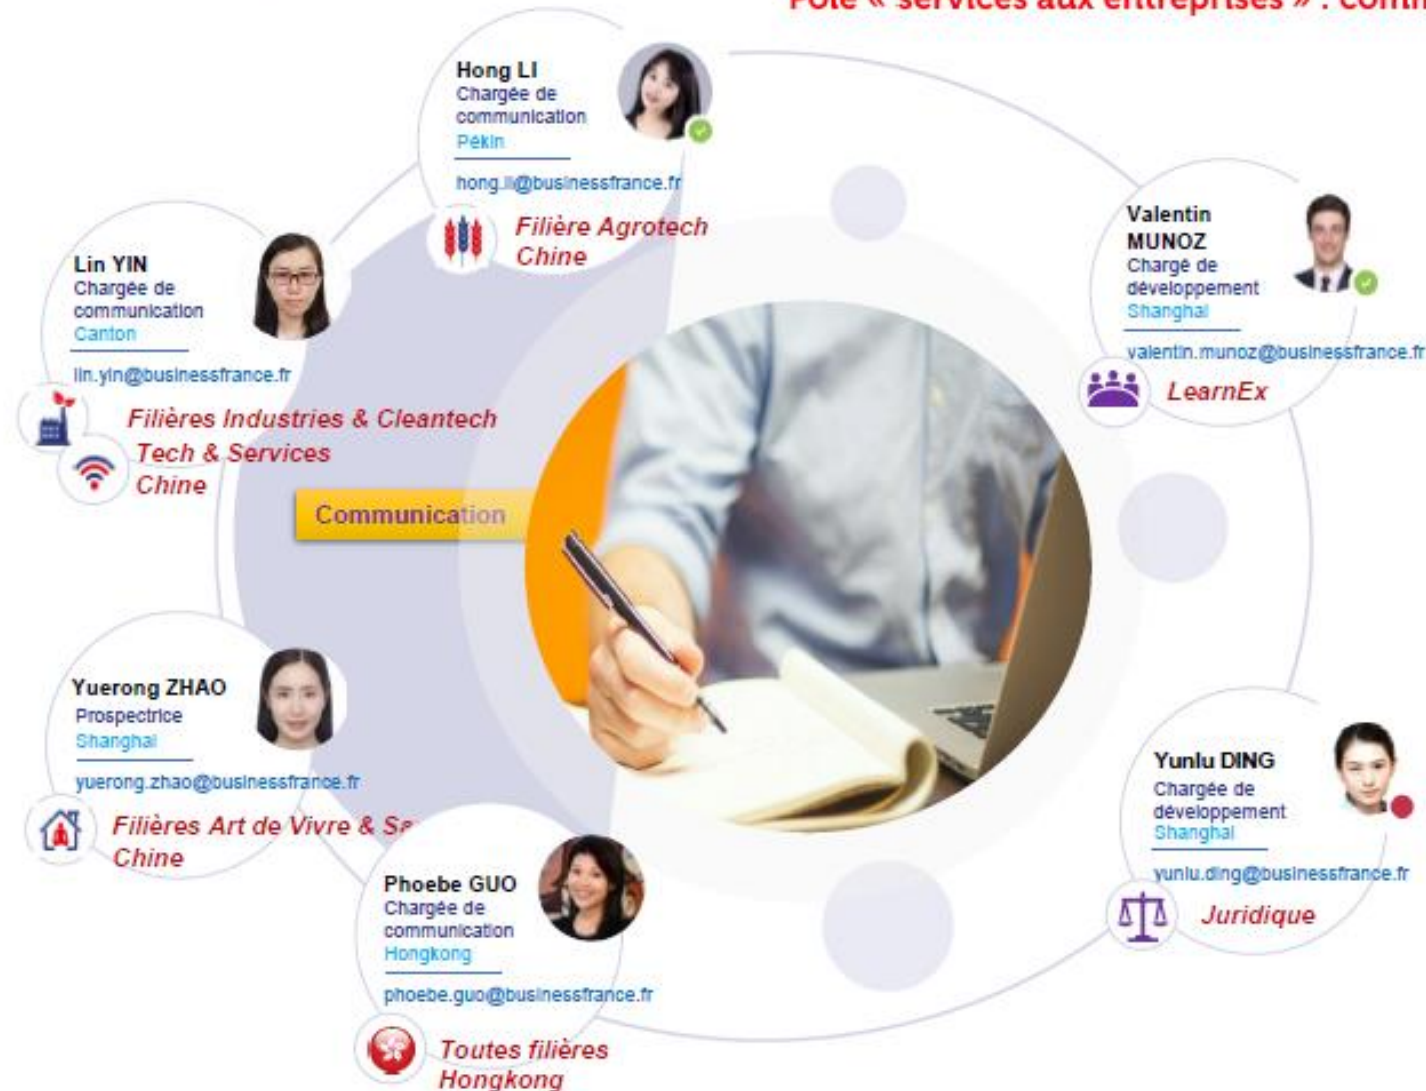 Pôle « services aux entreprises » :
Hong LI
Chargée de
communication
Pékin
hong.li@businessfrance.fr
Filière Agrotech
Chine
Valentin
MUNOZ
Chargé de
développement
Shanghai
valentin.munoz@businessfrance.fr
LearnEx
Lin YIN
Chargée de
communication
Canton
lin.yin@businessfrance.fr
Filières Industries & Cleantech
Tech & Services
Chine
Communication
Yuerong ZHAO
Prospectrice
Shanghai
yuerong.zhao@businessfrance.fr
Filières Art de Vivre & Sa
Chine
Yunlu DING
Chargée de
développement
Shanghai
yunlu.ding@businessfrance.fr
Juridique
Phoebe GUO
Chargée de
communication
Hongkong
phoebe.guo@businessfrance.fr
Toutes filières
Hongkong